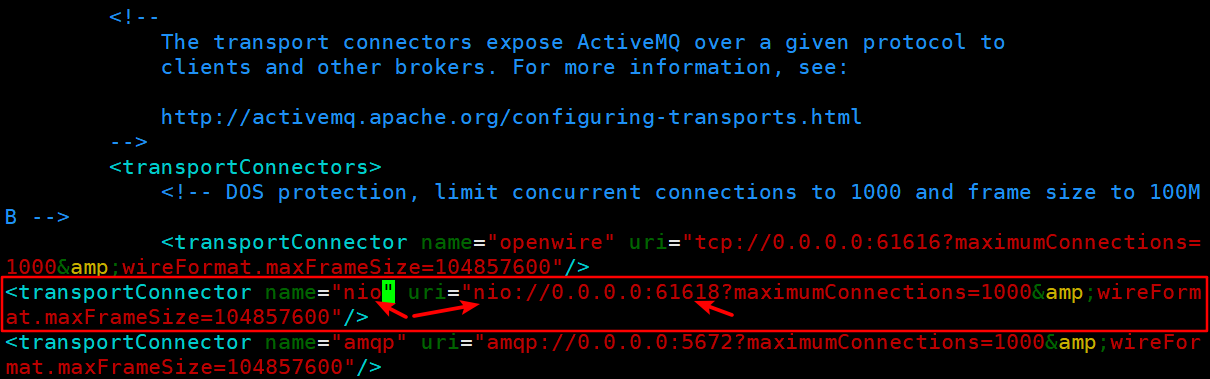 <!--
The transport connectors expose ActiveMQ over a given protocol to
clients and other brokers. For more information, see:
http://activemq.apache.org/configuring-transports.html
-->
<transportConnectors>
<!-- DOS protection, limit concurrent connections to 1000 and frame size to 100M
B -->
<transportConnector name="openwire" uri="tcp://0.0.0.0:61616?maximumConnections=
1000&amp;wireFormat.maxFrameSize=104857600"/>
<transportConnector name="nio" uri="nio://0.0.0.0:61618?maximumConnections=1000&amp;wireForm
at.maxFrameSize=104857600"/>
<transportConnector name="amqp" uri="amqp://0.0.0.0:5672?maximumConnections=1000&amp;wireFor
mat.maxFrameSize=104857600"/>